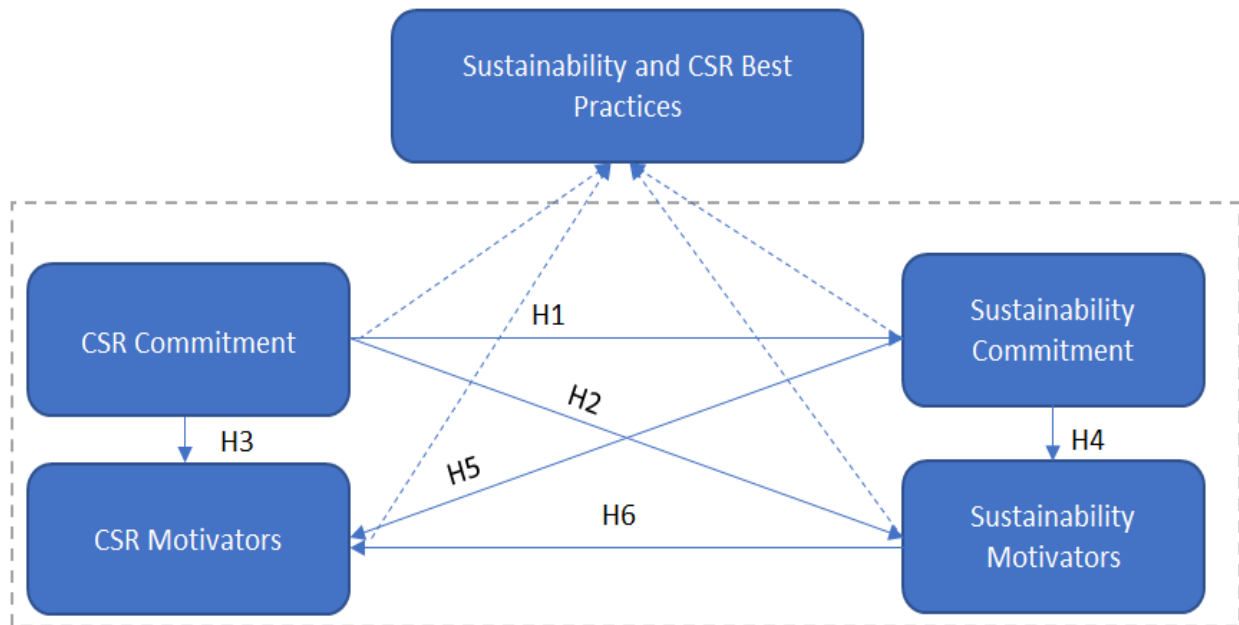 Sustainability and CSR Best
Practices
CSR Commitment
H1
Sustainability
Commitment
H2
H3
H4
H5
CSR Motivators
H6
Sustainability
Motivators